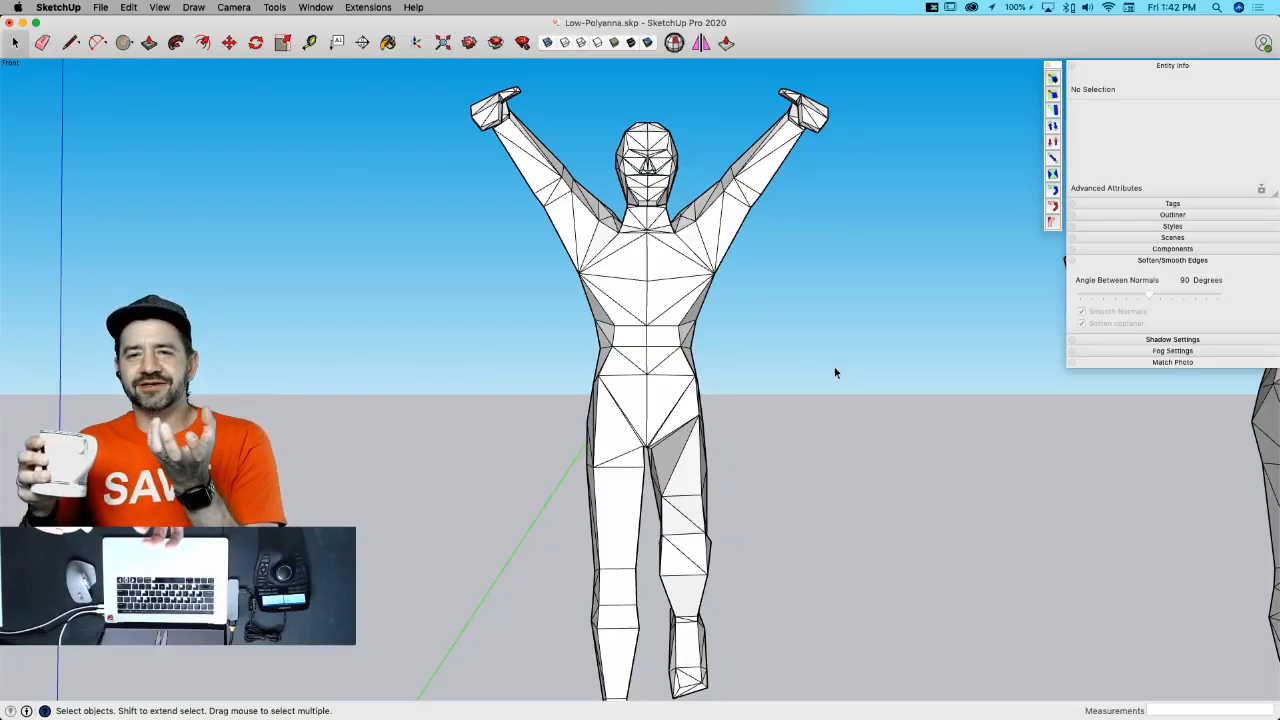 SketchUp File Edit View Draw Camera Tools Window Extensions Help
100% Fri 1:42 PM
Low-Polyanna.skp - SketchUp Pro 2020
Front
Entity Info
No Selection
Advanced Attributes
Tags
Outliner
Styles
Scenes
Components
Soften/Smooth Edges
Angle Between Normals 90 Degrees
Smooth Normals
Soften coplanar
Shadow Settings
Fog Settings
Match Photo
Select objects. Shift to extend select. Drag mouse to select multiple.
Measurements